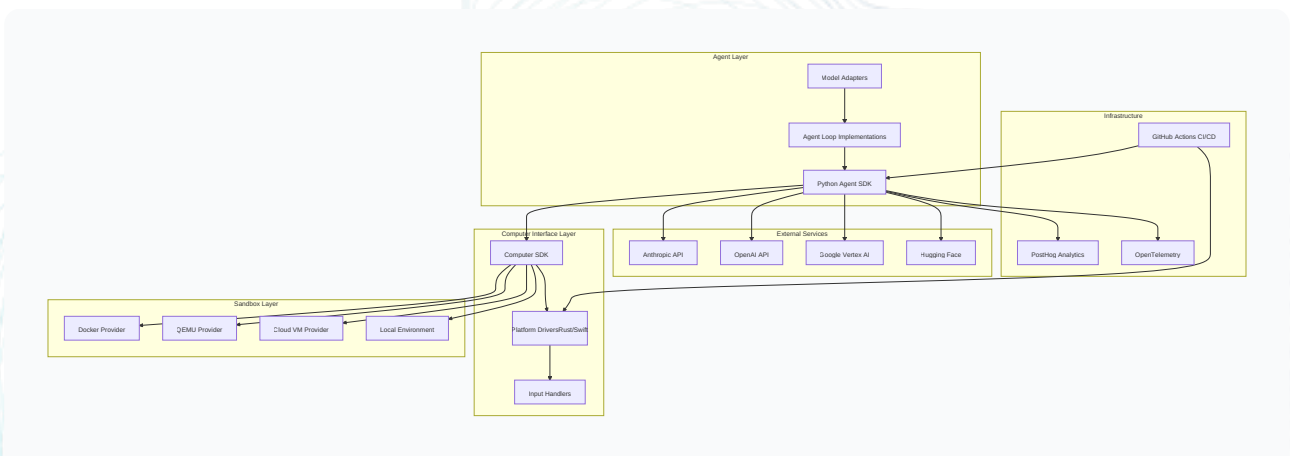 Agent Layer
Model Adapters
Agent Loop Implementations
Python Agent SDK
Infrastructure
GitHub Actions CI/CD
PostHog Analytics
OpenTelemetry
External Services
Anthropic API
OpenAI API
Google Vertex AI
Hugging Face
Computer Interface Layer
Computer SDK
Platform DriversRust/Swift
Input Handlers
Sandbox Layer
Docker Provider
QEMU Provider
Cloud VM Provider
Local Environment